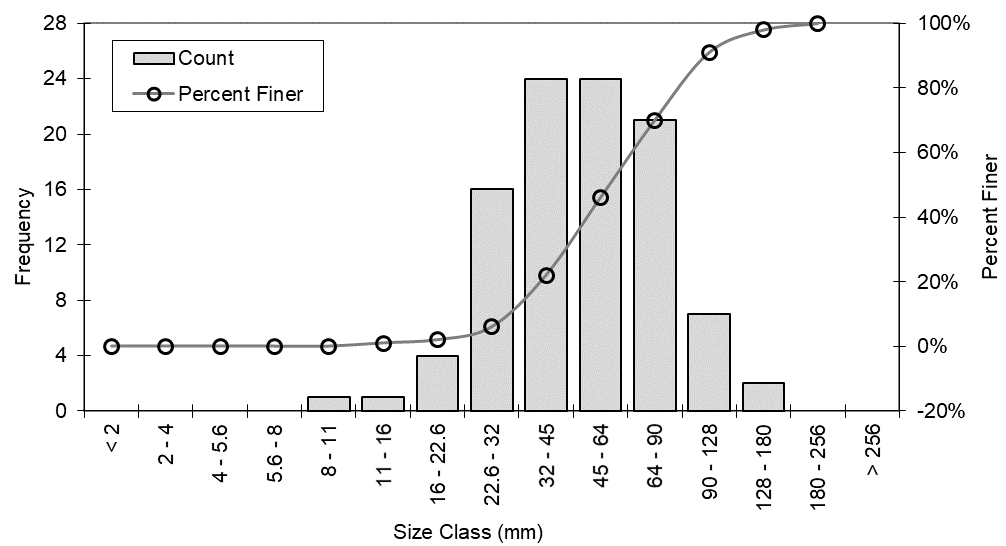 28
24
20
16
12
8
4
0
Frequency
Count
Percent Finer
100%
80%
60%
40%
20%
0%
-20%
Percent Finer
< 2
2 - 4
4 - 5.6
5.6 - 8
8 - 11
11 - 16
16 - 22.6
22.6 - 32
32 - 45
45 - 64
64 - 90
90 - 128
128 - 180
180 - 256
> 256
Size Class (mm)